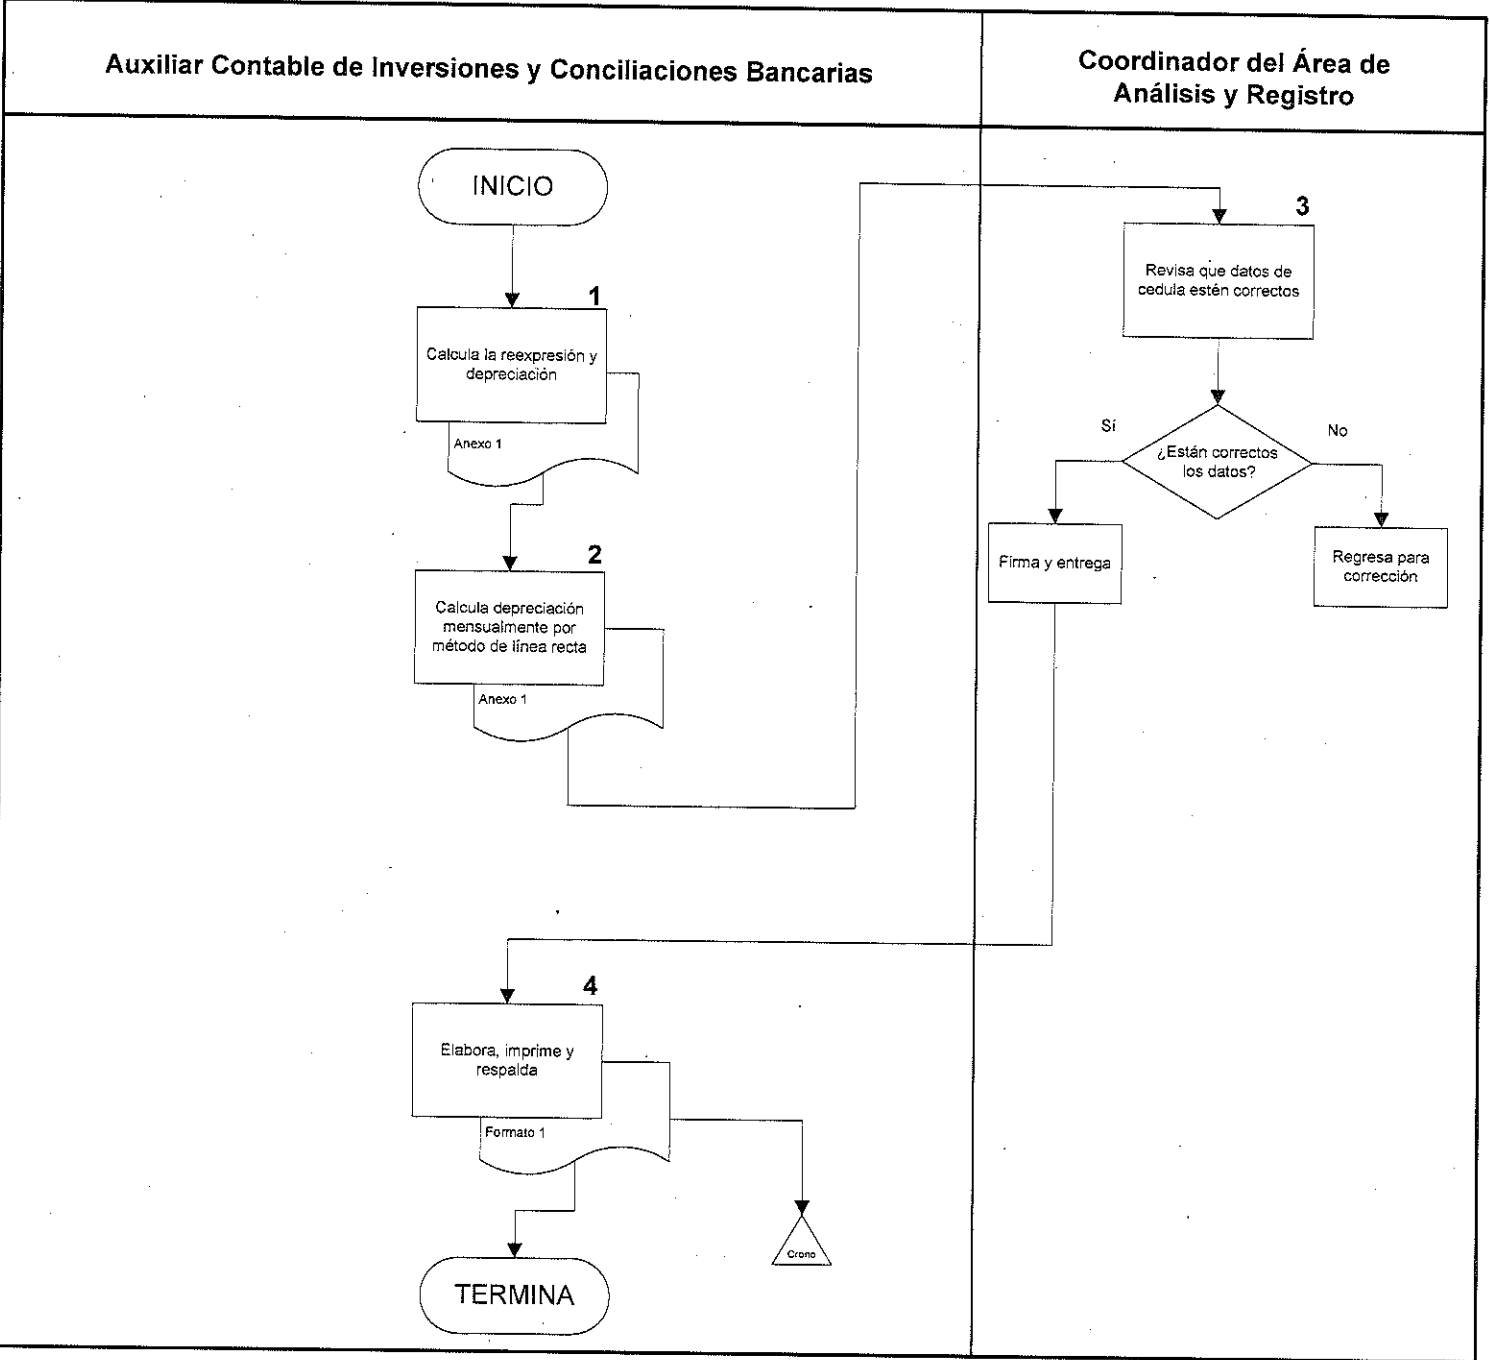 Auxiliar Contable de Inversiones y Conciliaciones Bancarias
Coordinador del Área de
Análisis y Registro
INICIO
1
Calcula la reexpresión y
depreciación
Anexo 1
2
Calcula depreciación
mensualmente por
método de línea recta
Anexo 1
3
Revisa que datos de
cedula estén correctos
¿Están correctos
los datos?
Sí
No
Firma y entrega
Regresa para
corrección
4
Elabora, imprime y
respalda
Formato 1
Crono
TERMINA